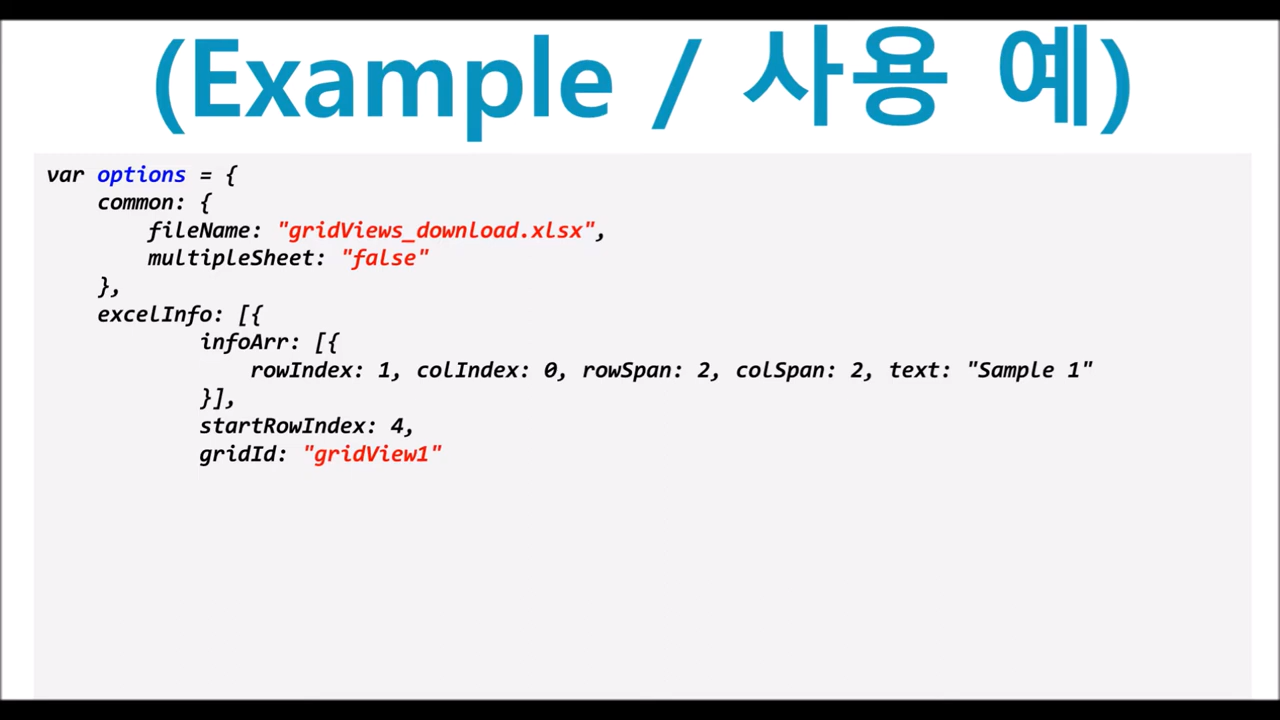 (Example / 사용 예)
var options = {
common: {
fileName: "gridViews_download.xlsx",
multipleSheet: "false"
},
excelInfo: [{
infoArr: [{
rowIndex: 1, colIndex: 0, rowSpan: 2, colSpan: 2, text: "Sample 1"
}],
startRowIndex: 4,
gridId: "gridView1"